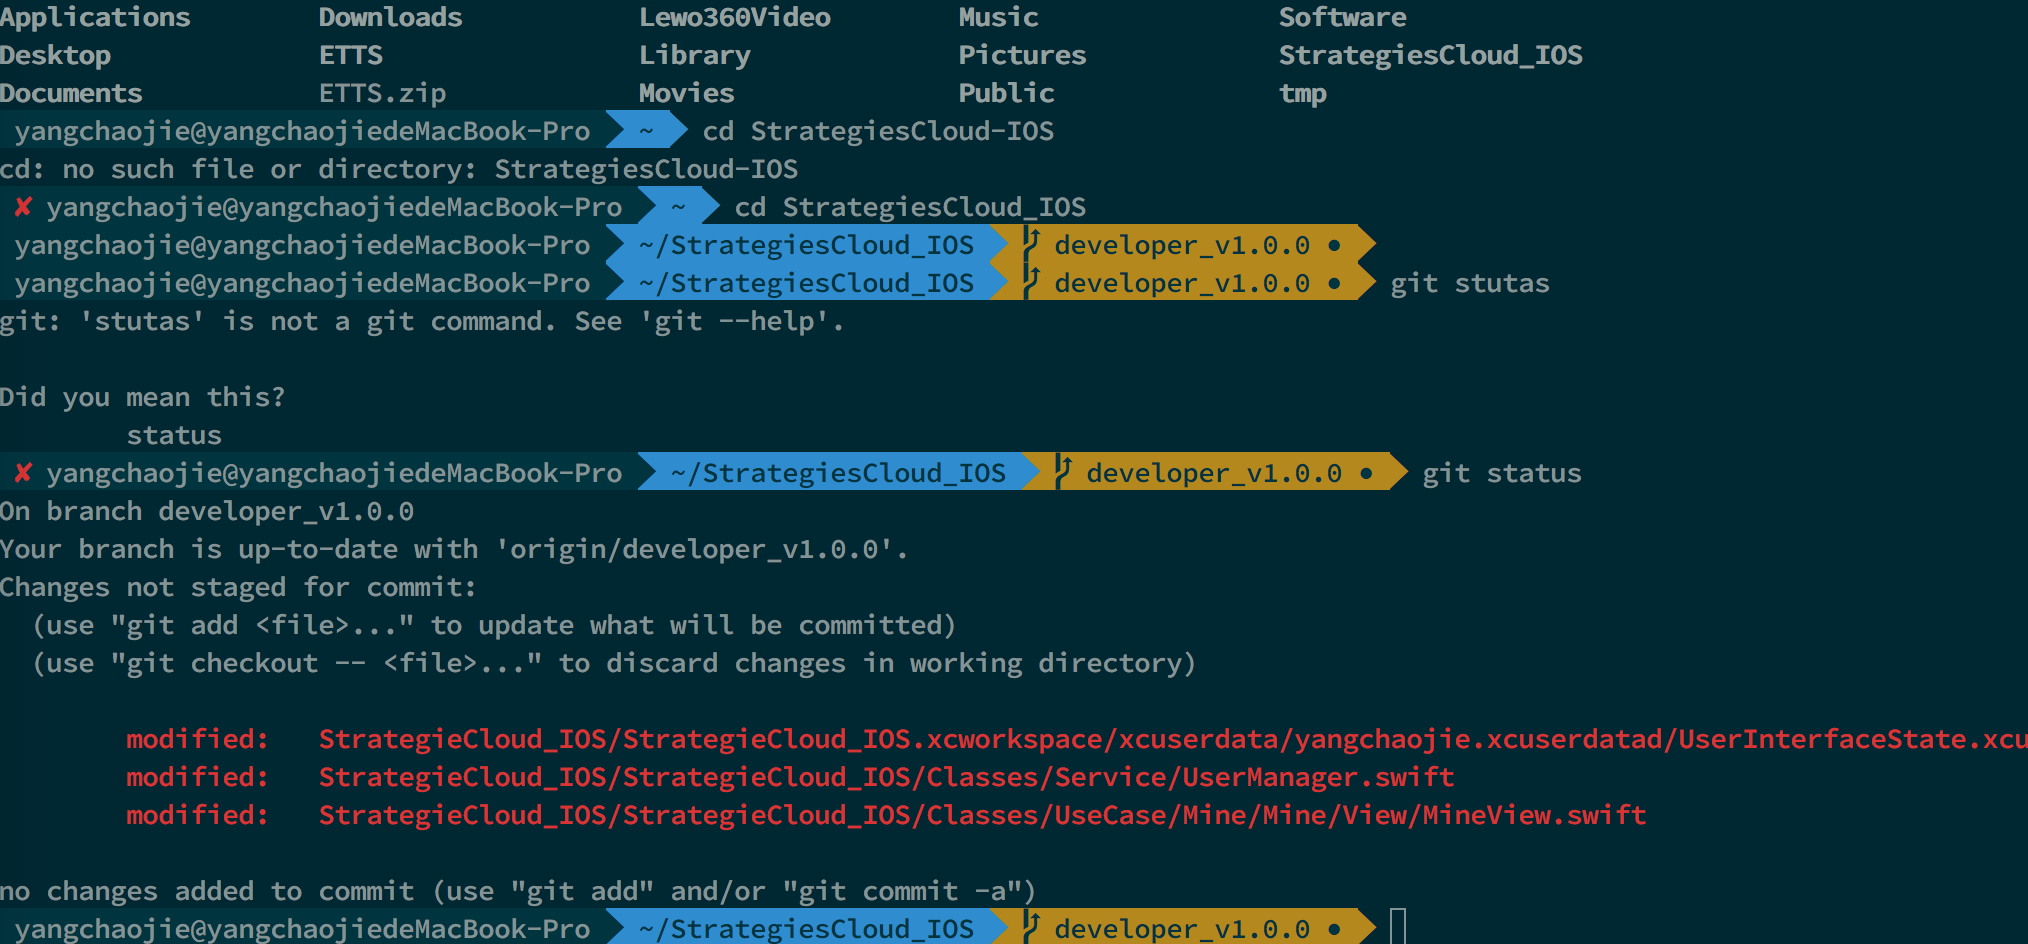 Applications Downloads Lewo360Video Music Software
Desktop ETTS Library Pictures StrategiesCloud_IOS
Documents ETTS.zip Movies Public tmp
yangchaojie@yangchaojiedeMacBook-Pro ~ cd StrategiesCloud-IOS
cd: no such file or directory: StrategiesCloud-IOS
✘ yangchaojie@yangchaojiedeMacBook-Pro ~ cd StrategiesCloud_IOS
yangchaojie@yangchaojiedeMacBook-Pro ~/StrategiesCloud_IOS developer_v1.0.0 ●
yangchaojie@yangchaojiedeMacBook-Pro ~/StrategiesCloud_IOS developer_v1.0.0 ● git stutas
git: 'stutas' is not a git command. See 'git --help'.
Did you mean this?
status
✘ yangchaojie@yangchaojiedeMacBook-Pro ~/StrategiesCloud_IOS developer_v1.0.0 ● git status
On branch developer_v1.0.0
Your branch is up-to-date with 'origin/developer_v1.0.0'.
Changes not staged for commit:
(use "git add <file>..." to update what will be committed)
(use "git checkout -- <file>..." to discard changes in working directory)
modified: StrategieCloud_IOS/StrategieCloud_IOS.xcworkspace/xcuserdata/yangchaojie.xcuserdatad/UserInterfaceState.xcu
modified: StrategieCloud_IOS/StrategieCloud_IOS/Classes/Service/UserManager.swift
modified: StrategieCloud_IOS/StrategieCloud_IOS/Classes/UseCase/Mine/Mine/View/MineView.swift
no changes added to commit (use "git add" and/or "git commit -a")
yangchaojie@yangchaojiedeMacBook-Pro ~/StrategiesCloud_IOS developer_v1.0.0 ●